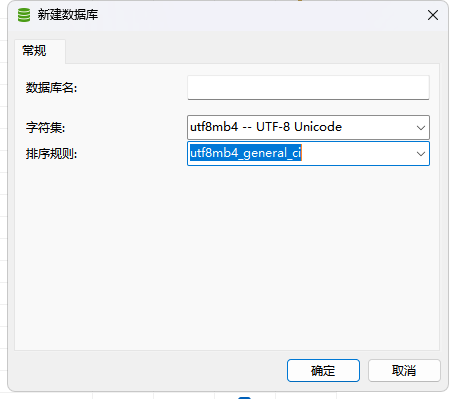 新建数据库
常规
数据库名:
字符集: utf8mb4 -- UTF-8 Unicode
排序规则: utf8mb4_general_ci
确定 取消